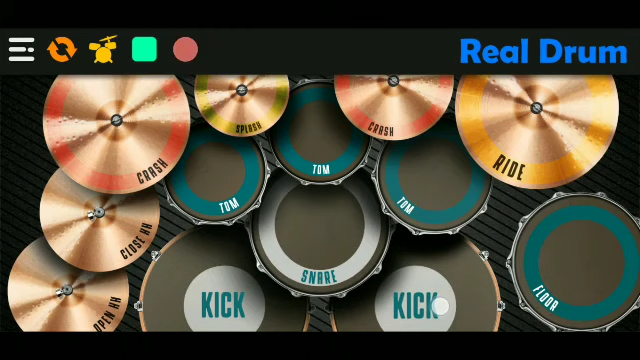 Real Drum
SPLASH
CRASH
CRASH
RIDE
TOM
TOM
TOM
CLOSE HH
SNARE
OPEN HH
KICK
KICK
FLOOR